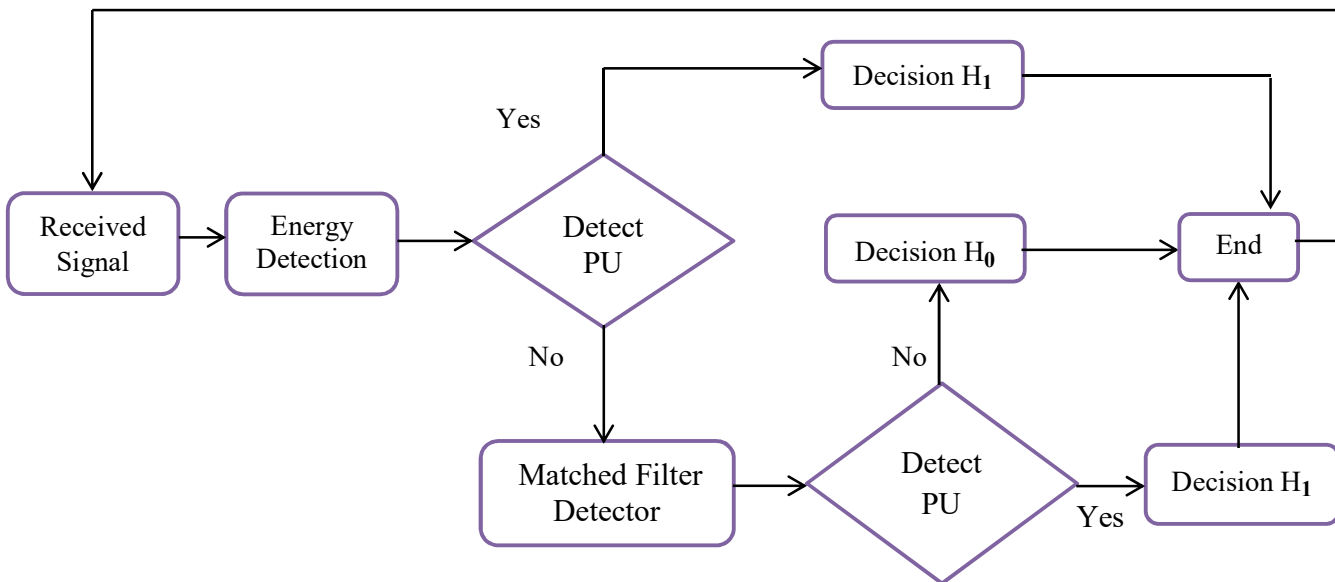 Decision H₁
Yes
Received
Signal
Energy
Detection
Detect
PU
Decision H₀
End
No
No
Matched Filter
Detector
Detect
PU
Decision H₁
Yes